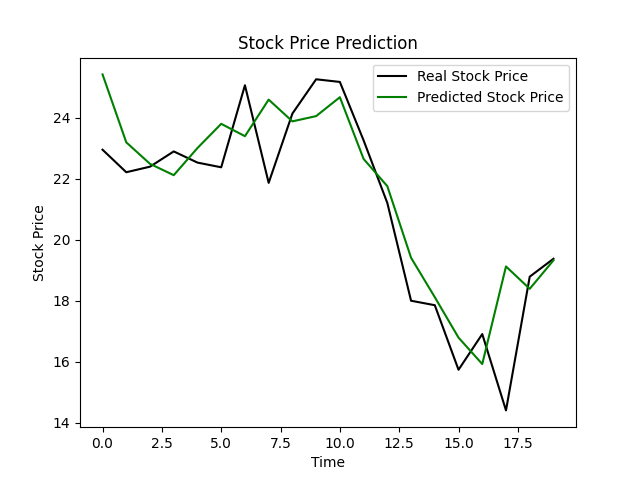 Stock Price Prediction
Real Stock Price
Predicted Stock Price
Stock Price
24
22
20
18
16
14
0.0 2.5 5.0 7.5 10.0 12.5 15.0 17.5
Time